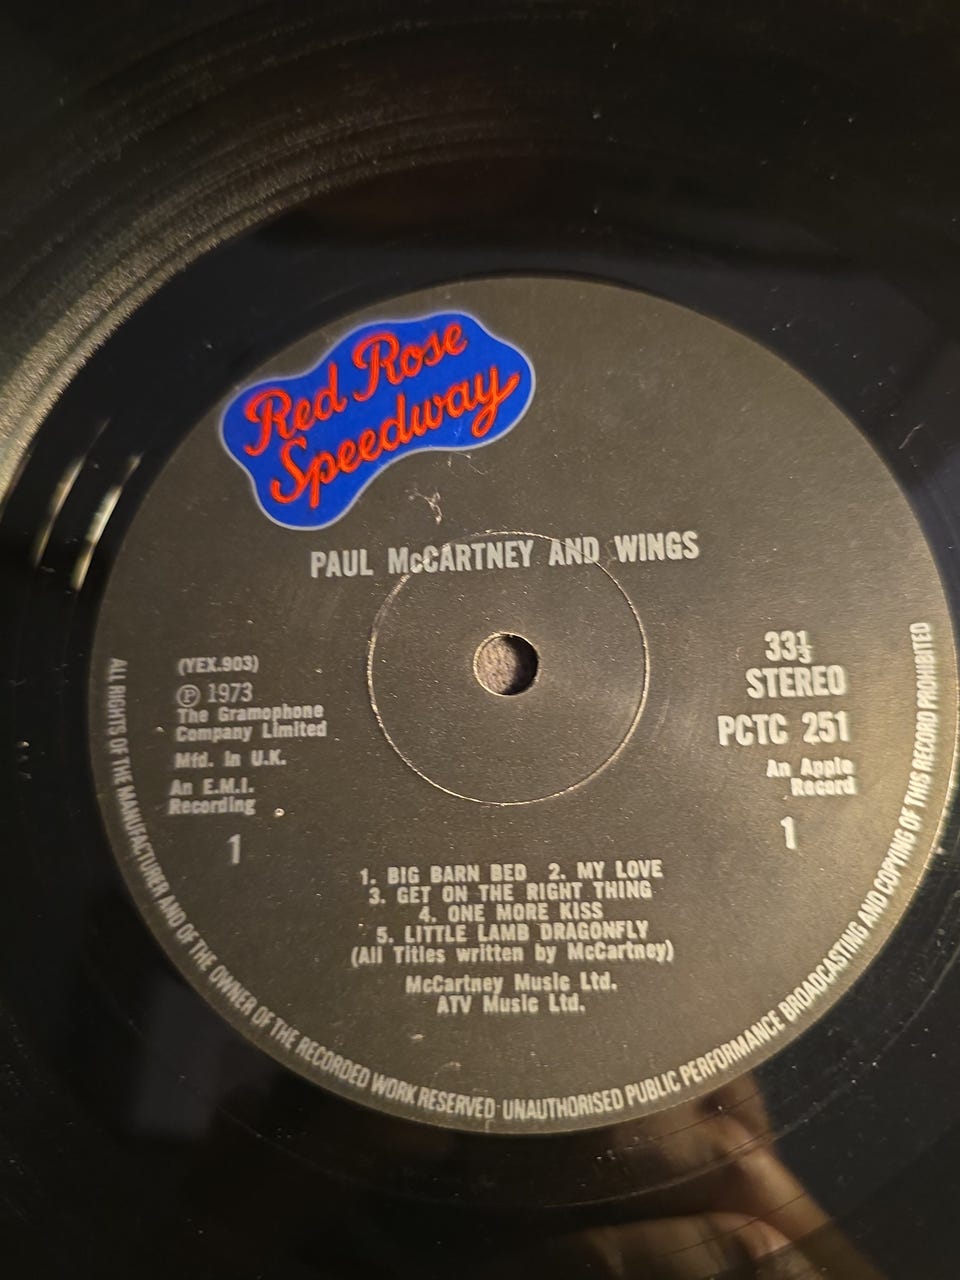 Red Rose
Speedway
PAUL McCARTNEY AND WINGS
(YEX.903)
℗ 1973
The Gramophone
Company Limited
Mfd. In U.K.
An E.M.I.
Recording
1
33⅓
STEREO
PCTC 251
An Apple
Record
1
1. BIG BARN BED 2. MY LOVE
3. GET ON THE RIGHT THING
4. ONE MORE KISS
5. LITTLE LAMB DRAGONFLY
(All Titles written by McCartney)
McCartney Music Ltd.
ATV Music Ltd.
ALL RIGHTS OF THE MANUFACTURER AND OF THE OWNER OF THE RECORDED WORK RESERVED · UNAUTHORISED PUBLIC PERFORMANCE BROADCASTING AND COPYING OF THIS RECORD PROHIBITED